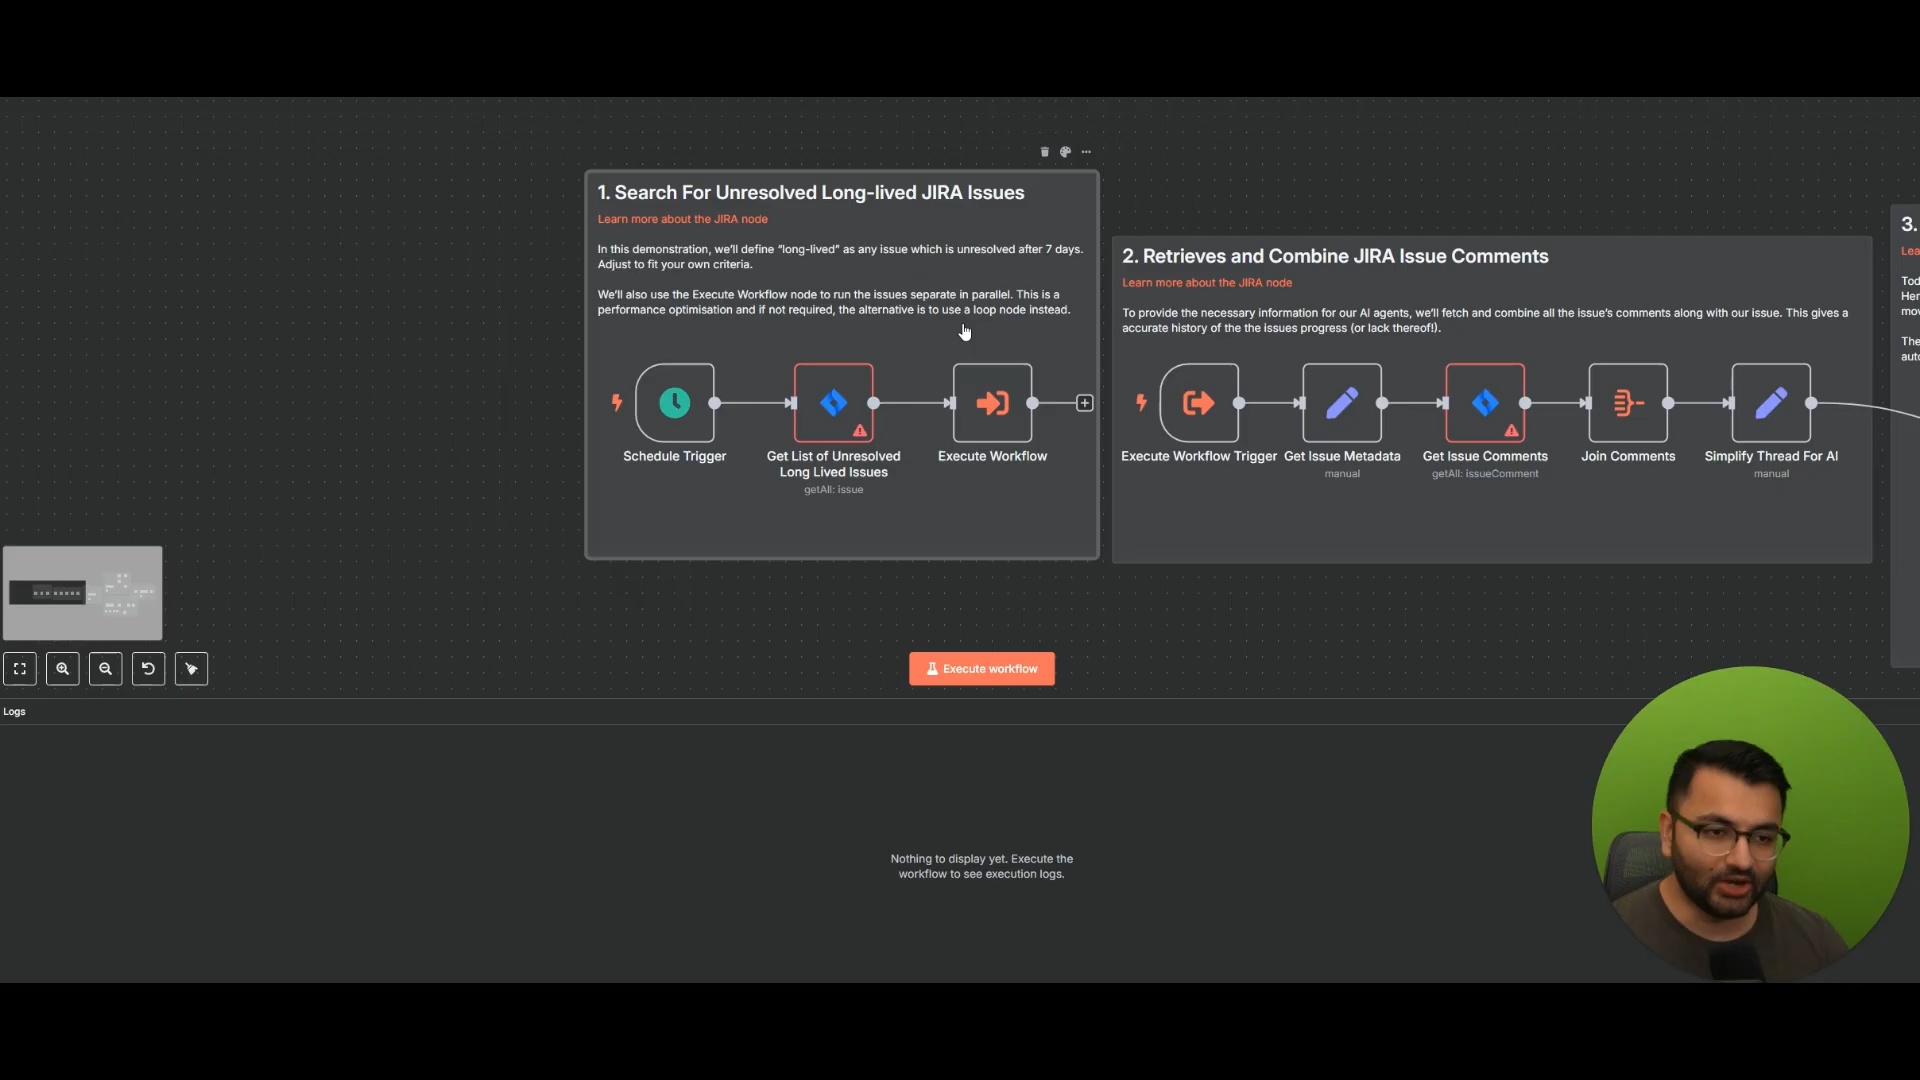 1. Search For Unresolved Long-lived JIRA Issues
Learn more about the JIRA node
In this demonstration, we'll define "long-lived" as any issue which is unresolved after 7 days.
Adjust to fit your own criteria.
We'll also use the Execute Workflow node to run the issues separate in parallel. This is a
performance optimisation and if not required, the alternative is to use a loop node instead.
Schedule Trigger
Get List of Unresolved
Long Lived Issues
getAll: issue
Execute Workflow
2. Retrieves and Combine JIRA Issue Comments
Learn more about the JIRA node
To provide the necessary information for our AI agents, we'll fetch and combine all the issue's comments along with our issue. This gives a
accurate history of the the issues progress (or lack thereof!).
Execute Workflow Trigger
Get Issue Metadata
manual
Get Issue Comments
getAll: issueComment
Join Comments
Simplify Thread For AI
manual
3.
Lea
Tod
Her
mov
The
auto
Execute workflow
Logs
Nothing to display yet. Execute the
workflow to see execution logs.